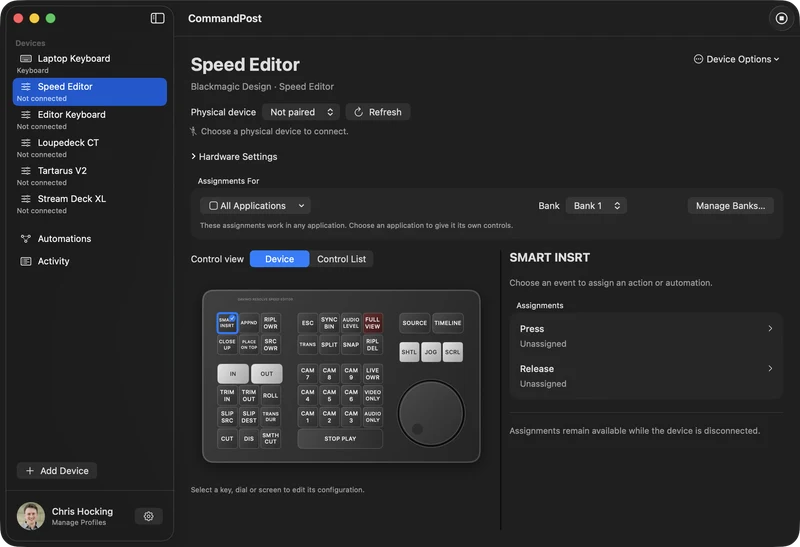 CommandPost
Devices
Laptop Keyboard
Keyboard
Speed Editor
Not connected
Editor Keyboard
Not connected
Loupedeck CT
Not connected
Tartarus V2
Not connected
Stream Deck XL
Not connected
Automations
Activity
+ Add Device
Chris Hocking
Manage Profiles
Speed Editor
Device Options
Blackmagic Design · Speed Editor
Physical device Not paired Refresh
Choose a physical device to connect.
Hardware Settings
Assignments For
All Applications Bank Bank 1 Manage Banks...
These assignments work in any application. Choose an application to give it its own controls.
Control view Device Control List
SMART INSRT
APPND
RIPL OWR
ESC
SYNC BIN
AUDIO LEVEL
FULL VIEW
SOURCE
TIMELINE
CLOSE UP
PLACE ON TOP
SRC OWR
TRANS
SPLIT
SNAP
RIPL DEL
SHTL
JOG
SCRL
IN
OUT
CAM 7
CAM 8
CAM 9
LIVE OWR
TRIM IN
TRIM OUT
ROLL
CAM 4
CAM 5
CAM 6
VIDEO ONLY
SLIP SRC
SLIP DEST
TRANS DUR
CAM 1
CAM 2
CAM 3
AUDIO ONLY
CUT
DIS
SMTH CUT
STOP PLAY
Select a key, dial or screen to edit its configuration.
SMART INSRT
Choose an event to assign an action or automation.
Assignments
Press
Unassigned
Release
Unassigned
Assignments remain available while the device is disconnected.